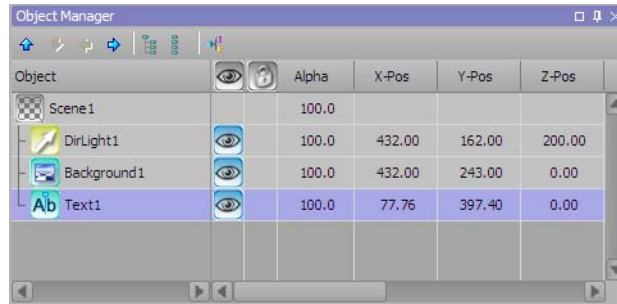 Object Manager
Object Alpha X-Pos Y-Pos Z-Pos
Scene1 100.0
DirLight1 100.0 432.00 162.00 200.00
Background1 100.0 432.00 243.00 0.00
Ab Text1 100.0 77.76 397.40 0.00